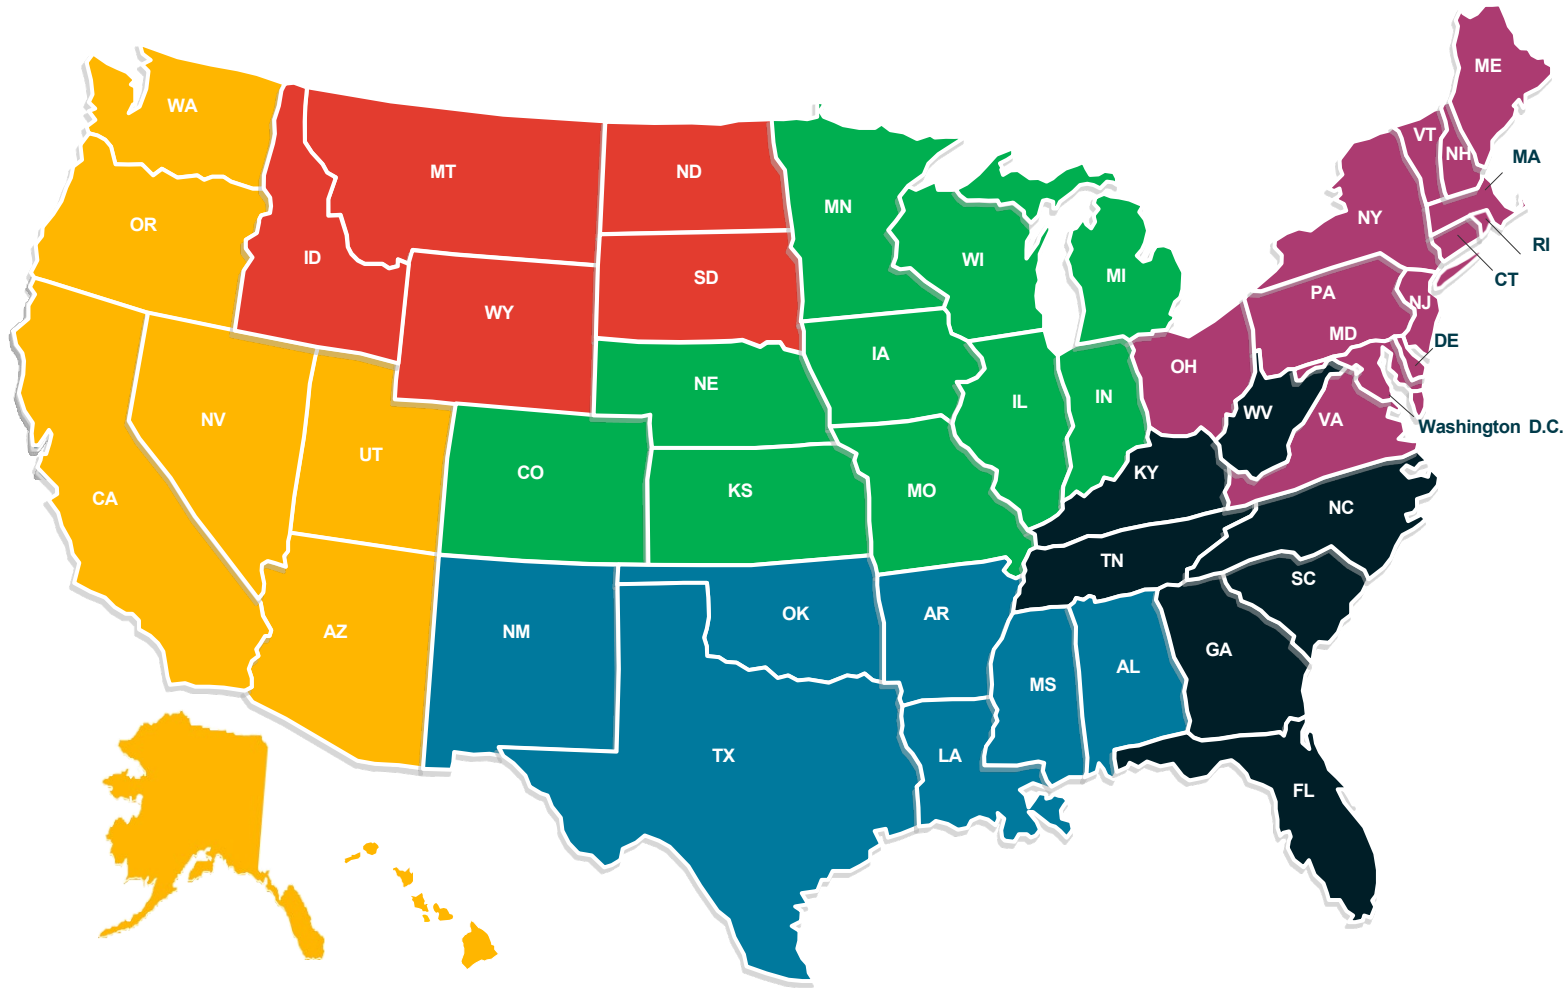 ME
WA
VT
NH
MA
MT
ND
MN
NY
OR
RI
ID
WI
SD
MI
CT
PA
NJ
WY
MD
DE
IA
OH
NE
IL
IN
WV
VA
NV
Washington D.C.
UT
CO
KY
KS
MO
CA
NC
TN
SC
OK
AR
AZ
NM
GA
AL
MS
TX
LA
FL